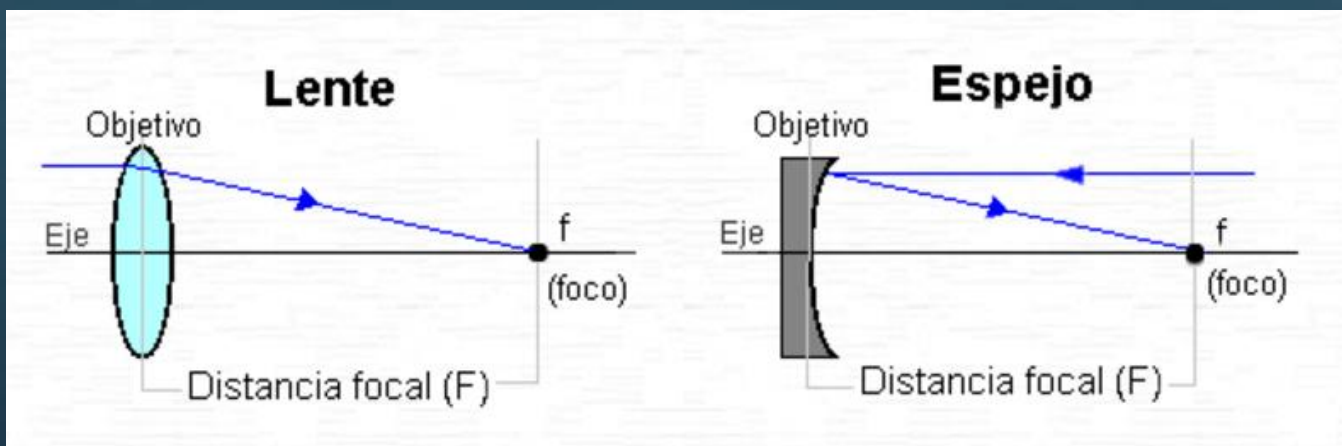 Lente
Objetivo
Eje
f
(foco)
Distancia focal (F)
Espejo
Objetivo
Eje
f
(foco)
Distancia focal (F)